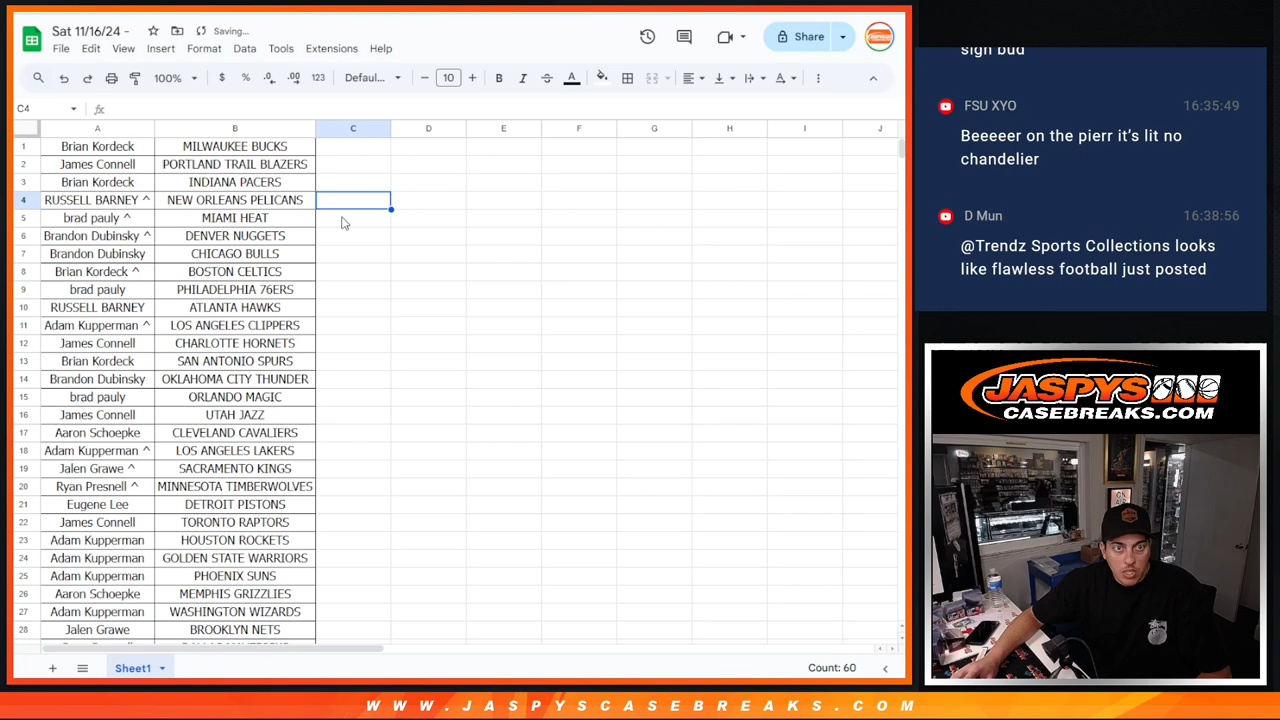 Sat 11/16/24 -
Saving...
File Edit View Insert Format Data Tools Extensions Help
Share
100%
$ % .0 .00 123
Defaul...
10
B I A
C4
fx
A B C D E F G H I J
1 Brian Kordeck MILWAUKEE BUCKS
2 James Connell PORTLAND TRAIL BLAZERS
3 Brian Kordeck INDIANA PACERS
4 RUSSELL BARNEY ^ NEW ORLEANS PELICANS
5 brad pauly ^ MIAMI HEAT
6 Brandon Dubinsky ^ DENVER NUGGETS
7 Brandon Dubinsky CHICAGO BULLS
8 Brian Kordeck ^ BOSTON CELTICS
9 brad pauly PHILADELPHIA 76ERS
10 RUSSELL BARNEY ATLANTA HAWKS
11 Adam Kupperman ^ LOS ANGELES CLIPPERS
12 James Connell CHARLOTTE HORNETS
13 Brian Kordeck SAN ANTONIO SPURS
14 Brandon Dubinsky OKLAHOMA CITY THUNDER
15 brad pauly ORLANDO MAGIC
16 James Connell UTAH JAZZ
17 Aaron Schoepke CLEVELAND CAVALIERS
18 Adam Kupperman ^ LOS ANGELES LAKERS
19 Jalen Grawe ^ SACRAMENTO KINGS
20 Ryan Presnell ^ MINNESOTA TIMBERWOLVES
21 Eugene Lee DETROIT PISTONS
22 James Connell TORONTO RAPTORS
23 Adam Kupperman HOUSTON ROCKETS
24 Adam Kupperman GOLDEN STATE WARRIORS
25 Adam Kupperman PHOENIX SUNS
26 Aaron Schoepke MEMPHIS GRIZZLIES
27 Adam Kupperman WASHINGTON WIZARDS
28 Jalen Grawe BROOKLYN NETS
Sheet1
Count: 60
sign bud
FSU XYO 16:35:49
Beeeeer on the pierr it's lit no
chandelier
D Mun 16:38:56
@Trendz Sports Collections looks
like flawless football just posted
JASPYS
CASEBREAKS.COM
WWW.JASPYSCASEBREAKS.COM